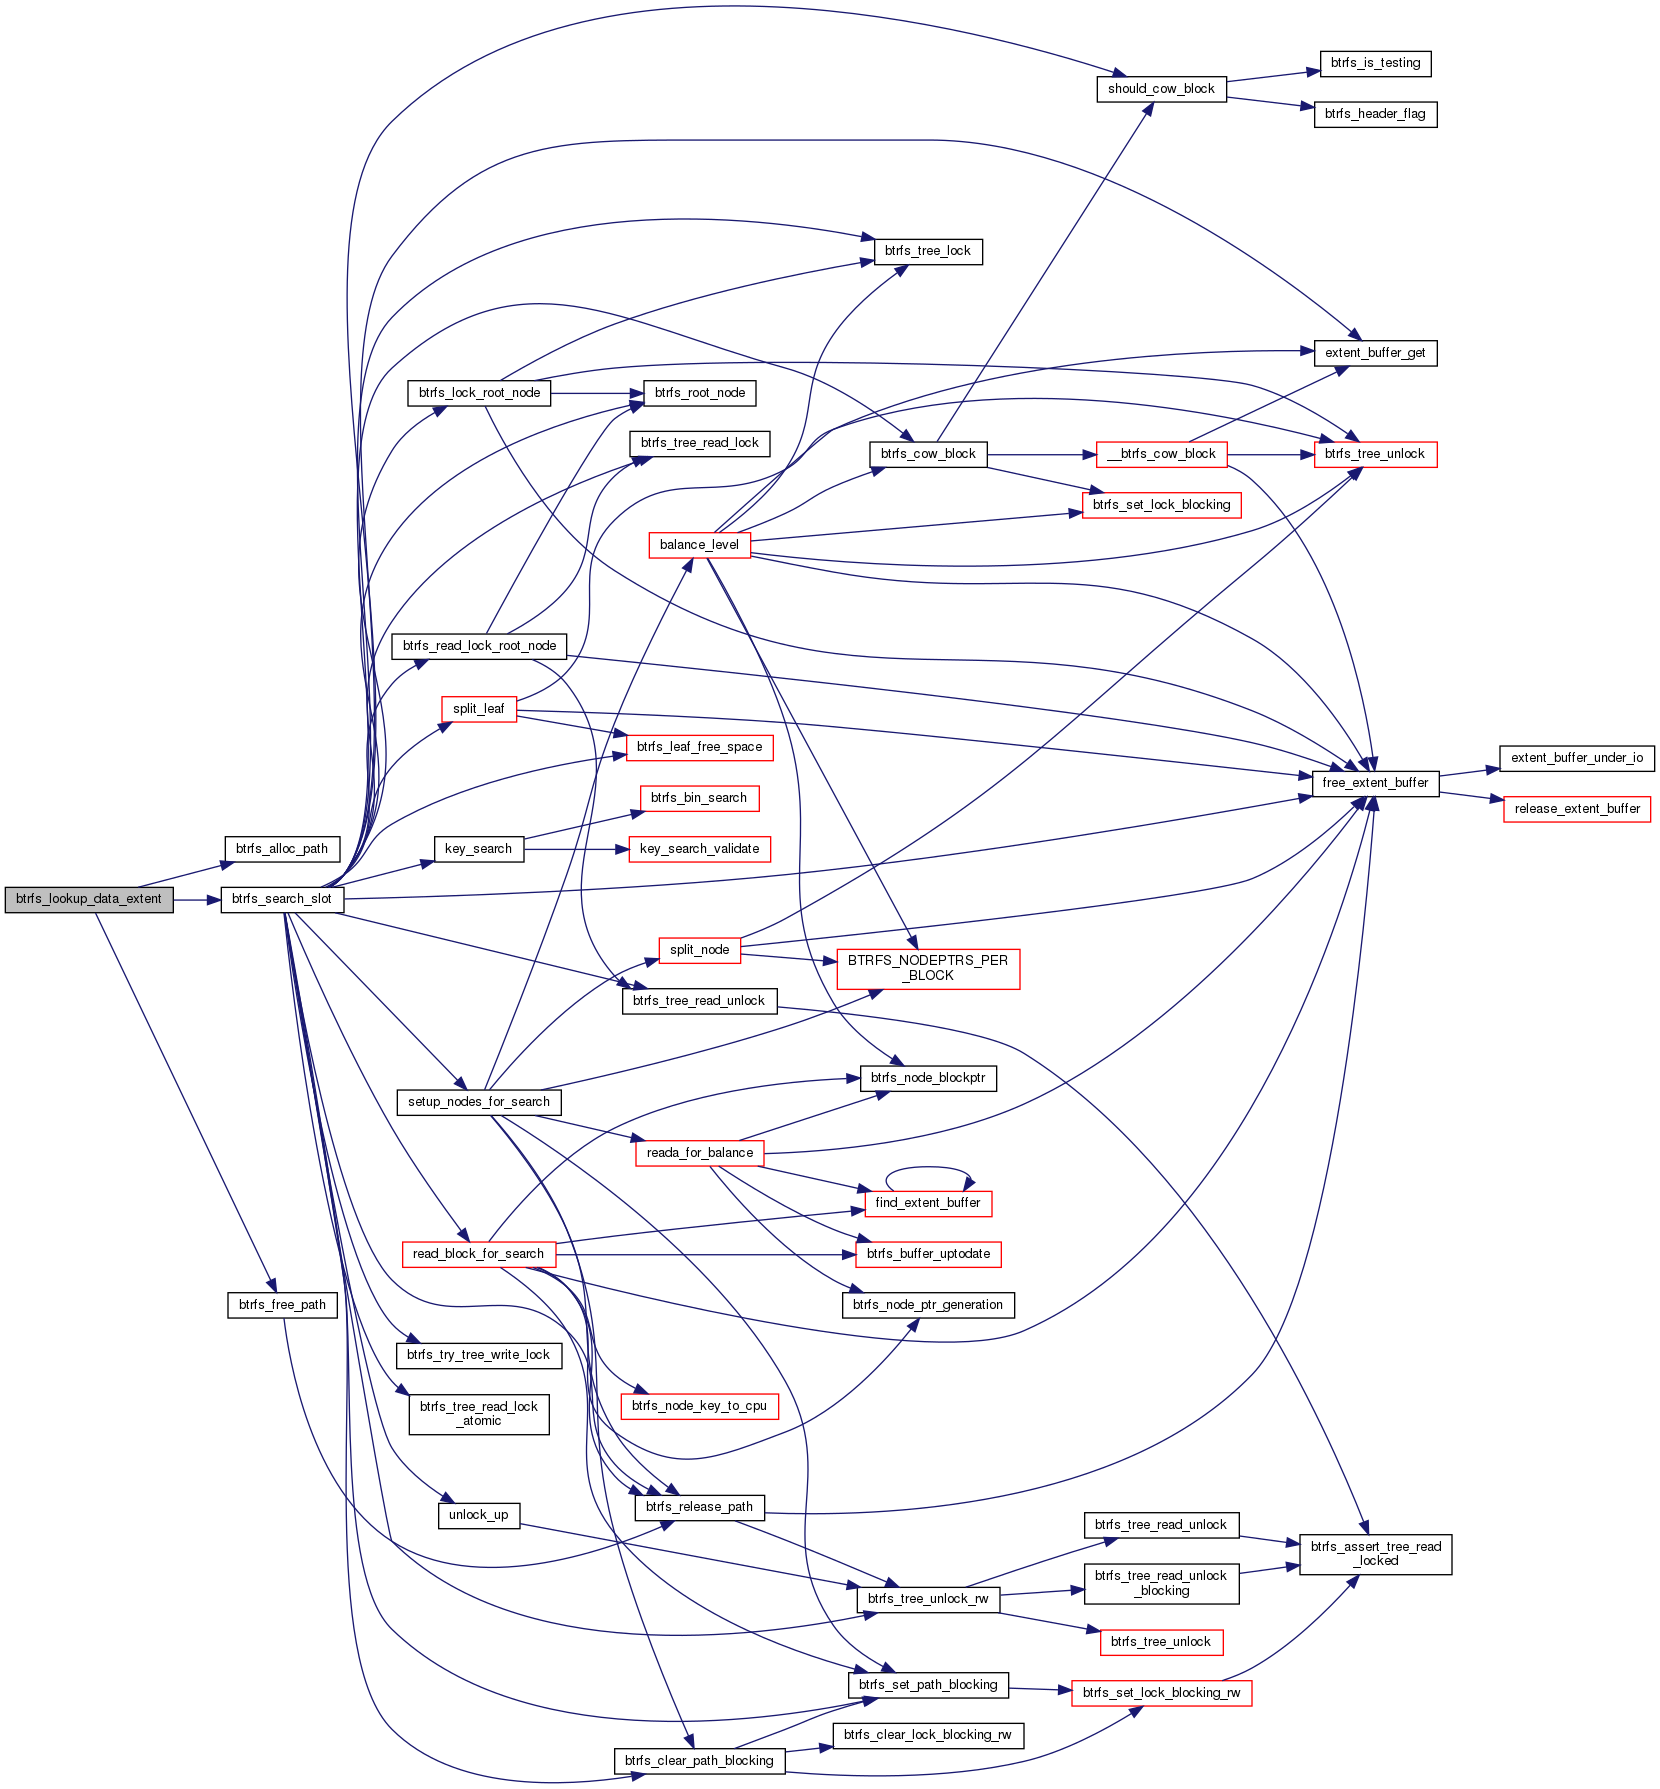 btrfs_is_testing
should_cow_block
btrfs_header_flag
btrfs_tree_lock
extent_buffer_get
btrfs_lock_root_node
btrfs_root_node
btrfs_tree_read_lock
btrfs_cow_block
__btrfs_cow_block
btrfs_tree_unlock
btrfs_set_lock_blocking
balance_level
btrfs_read_lock_root_node
split_leaf
btrfs_leaf_free_space
extent_buffer_under_io
free_extent_buffer
btrfs_bin_search
release_extent_buffer
btrfs_alloc_path
key_search
key_search_validate
btrfs_lookup_data_extent
btrfs_search_slot
split_node
BTRFS_NODEPTRS_PER
_BLOCK
btrfs_tree_read_unlock
btrfs_node_blockptr
setup_nodes_for_search
reada_for_balance
find_extent_buffer
read_block_for_search
btrfs_buffer_uptodate
btrfs_free_path
btrfs_node_ptr_generation
btrfs_try_tree_write_lock
btrfs_tree_read_lock
_atomic
btrfs_node_key_to_cpu
btrfs_release_path
unlock_up
btrfs_tree_read_unlock
btrfs_assert_tree_read
_locked
btrfs_tree_read_unlock
_blocking
btrfs_tree_unlock_rw
btrfs_tree_unlock
btrfs_set_path_blocking
btrfs_set_lock_blocking_rw
btrfs_clear_lock_blocking_rw
btrfs_clear_path_blocking